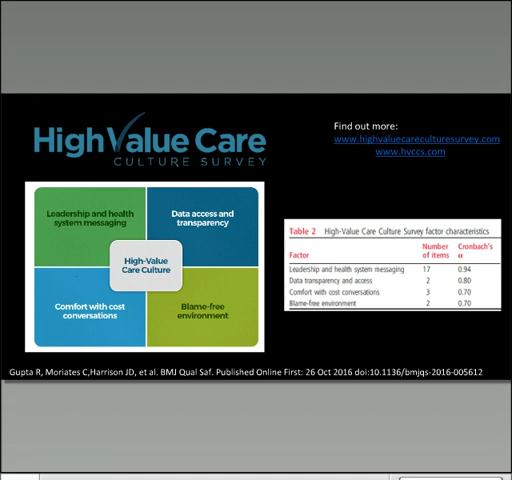 High Value Care
CULTURE SURVEY
Find out more:
www.highvaluecareculturesurvey.com
www.hvccs.com
Leadership and health
system messaging
Data access and
transparency
High-Value
Care Culture
Comfort with cost
conversations
Blame-free
environment
Table 2 High-Value Care Culture Survey factor characteristics
Factor Number of items Cronbach's α
Leadership and health system messaging 17 0.94
Data transparency and access 2 0.80
Comfort with cost conversations 3 0.70
Blame-free environment 2 0.70
Gupta R, Moriates C,Harrison JD, et al. BMJ Qual Saf. Published Online First: 26 Oct 2016 doi:10.1136/bmjqs-2016-005612